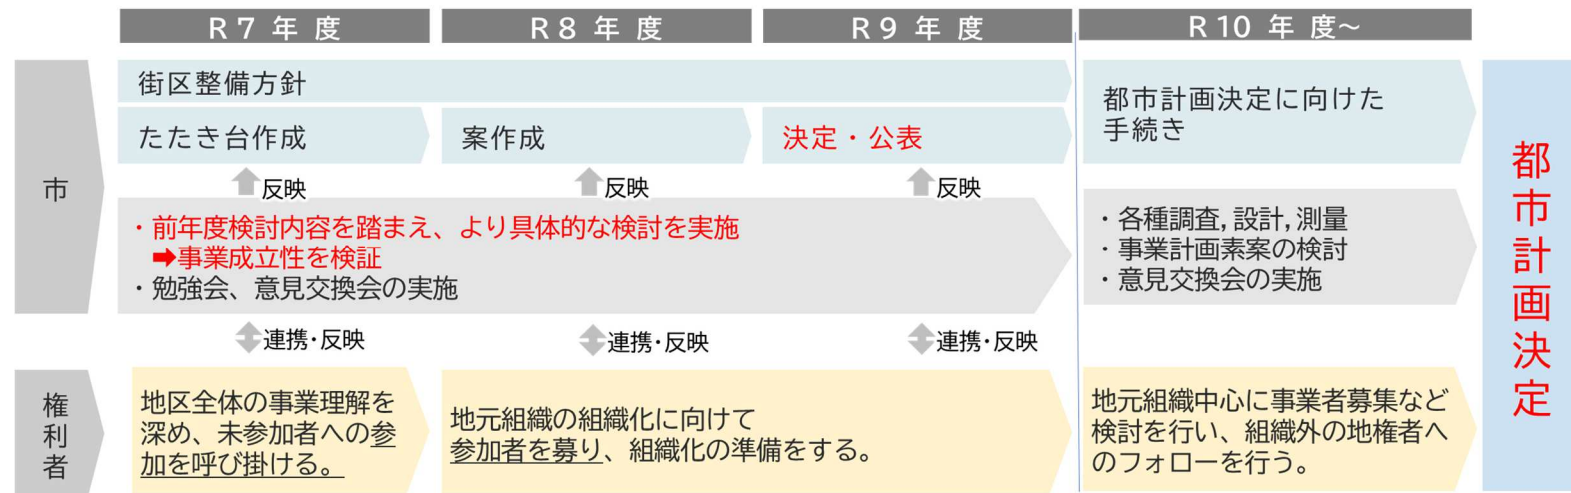 R7年度
R8年度
R9年度
R10年度~
市
街区整備方針
たたき台作成
案作成
決定・公表
都市計画決定に向けた
手続き
反映
反映
反映
・前年度検討内容を踏まえ、より具体的な検討を実施
➡事業成立性を検証
・勉強会、意見交換会の実施
・各種調査,設計,測量
・事業計画素案の検討
・意見交換会の実施
連携・反映
連携・反映
連携・反映
権利者
地区全体の事業理解を
深め、未参加者への参
加を呼び掛ける。
地元組織の組織化に向けて
参加者を募り、組織化の準備をする。
地元組織中心に事業者募集など
検討を行い、組織外の地権者へ
のフォローを行う。
都市計画決定